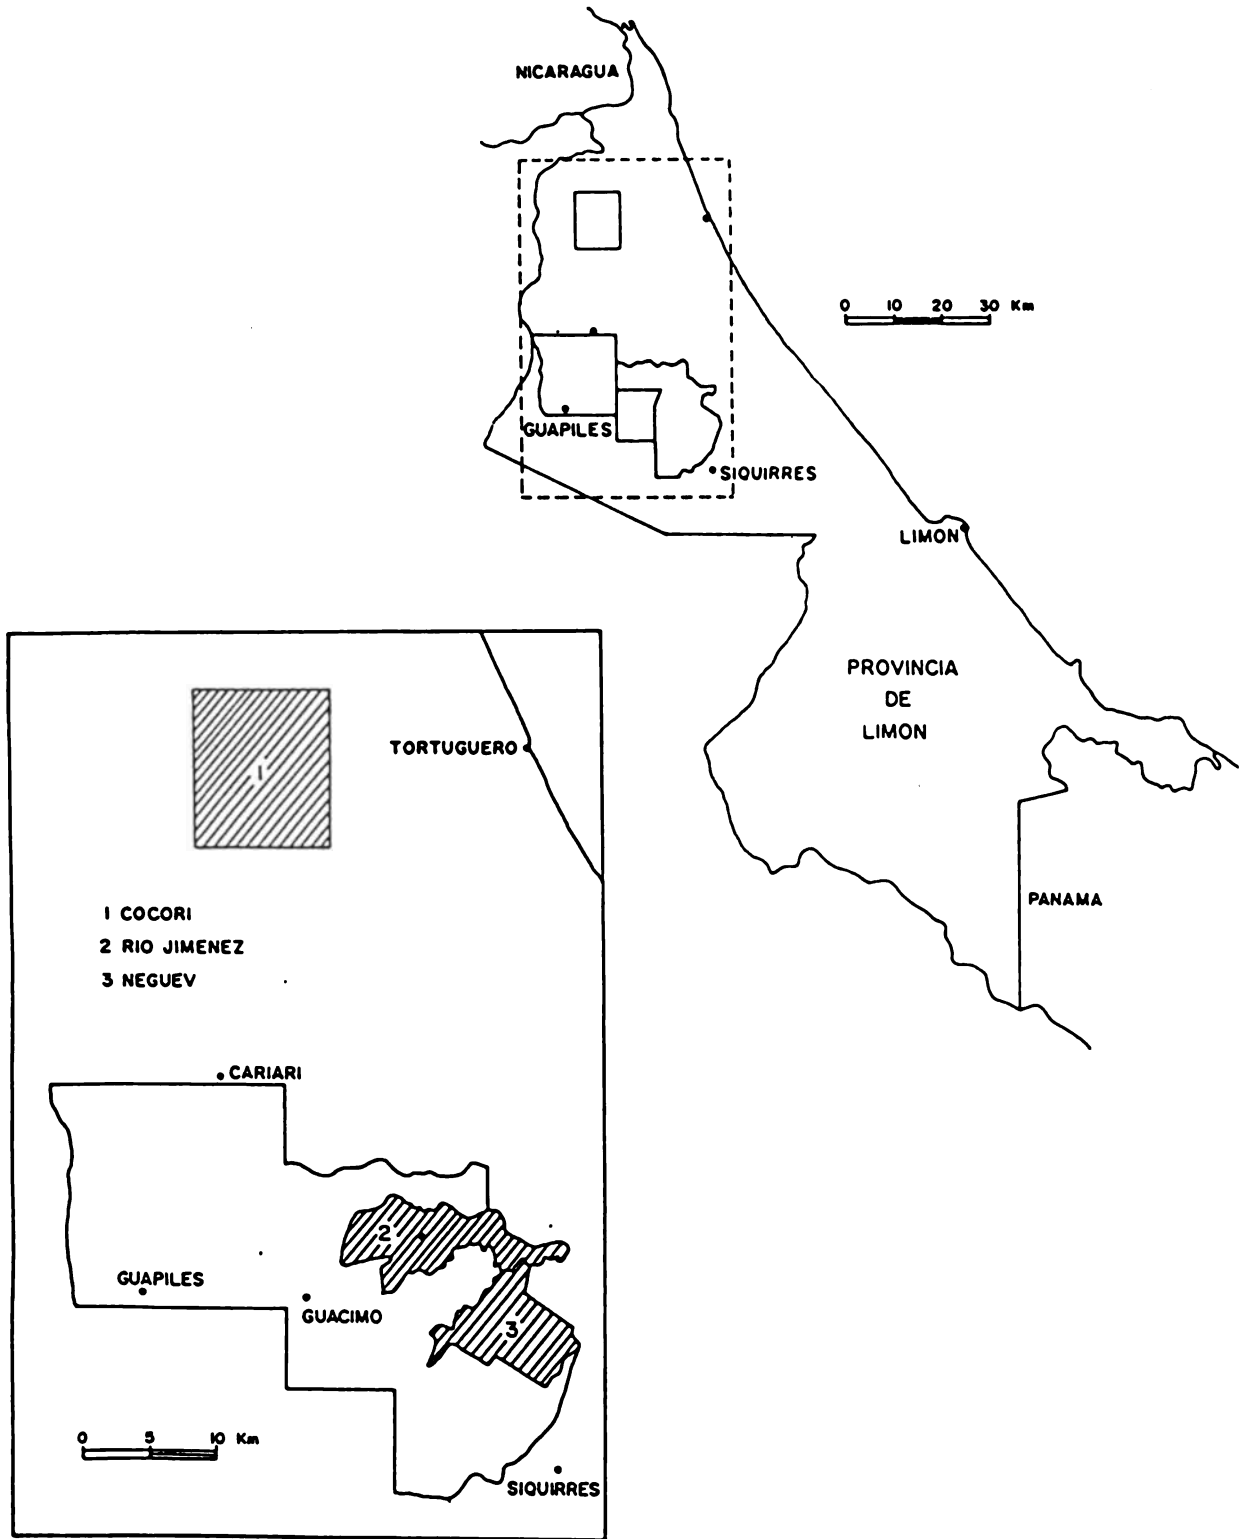 NICARAGUA
0 10 20 30 Km
GUAPILES
SIQUIRRES
LIMON
PROVINCIA
DE
LIMON
PANAMA
TORTUGUERO
1
1 COCORI
2 RIO JIMENEZ
3 NEGUEV
CARIARI
2
GUAPILES
GUACIMO
3
0 5 10 Km
SIQUIRRES